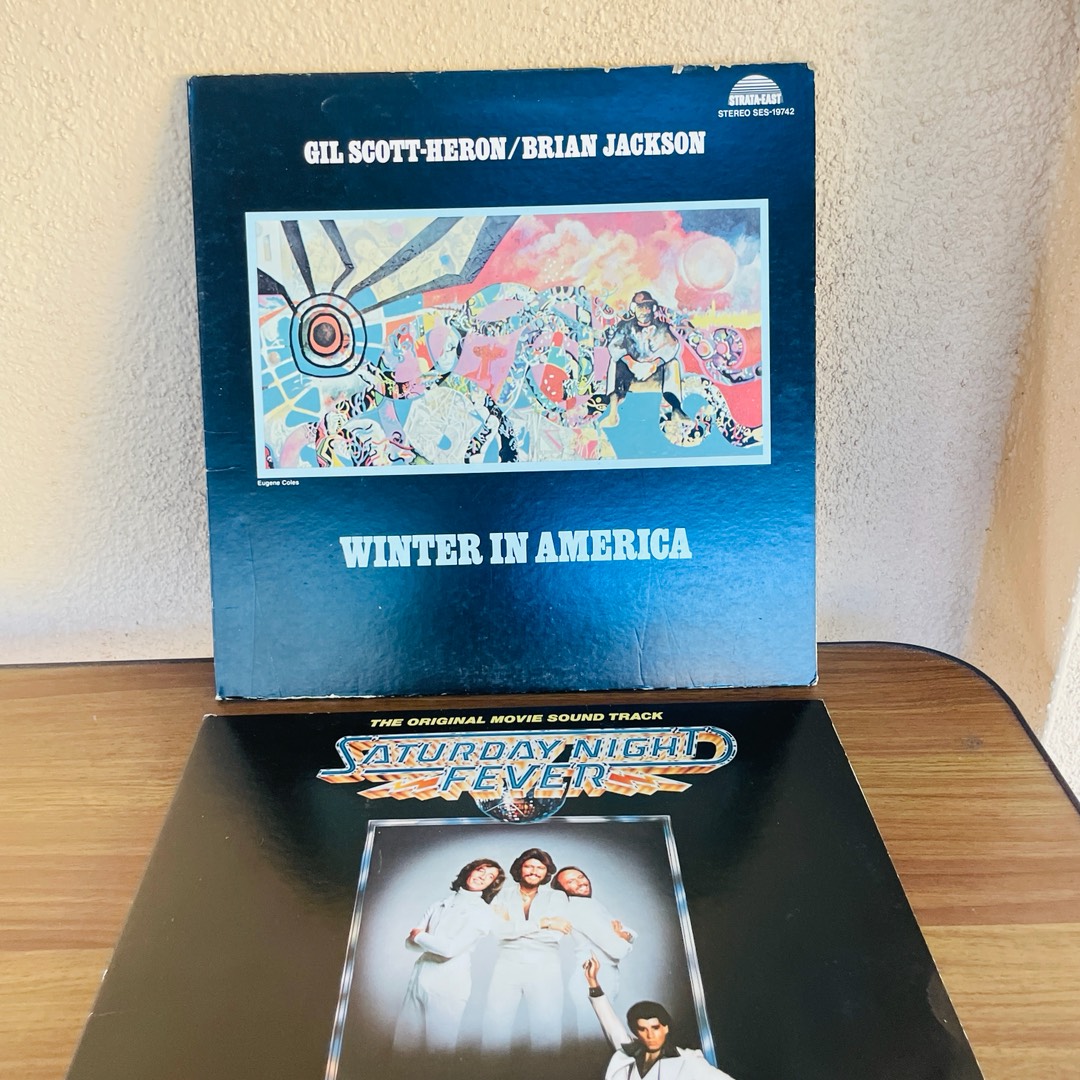 STRATA-EAST
STEREO SES-19742
GIL SCOTT-HERON/BRIAN JACKSON
Eugene Coles
WINTER IN AMERICA
THE ORIGINAL MOVIE SOUND TRACK
SATURDAY NIGHT
FEVER